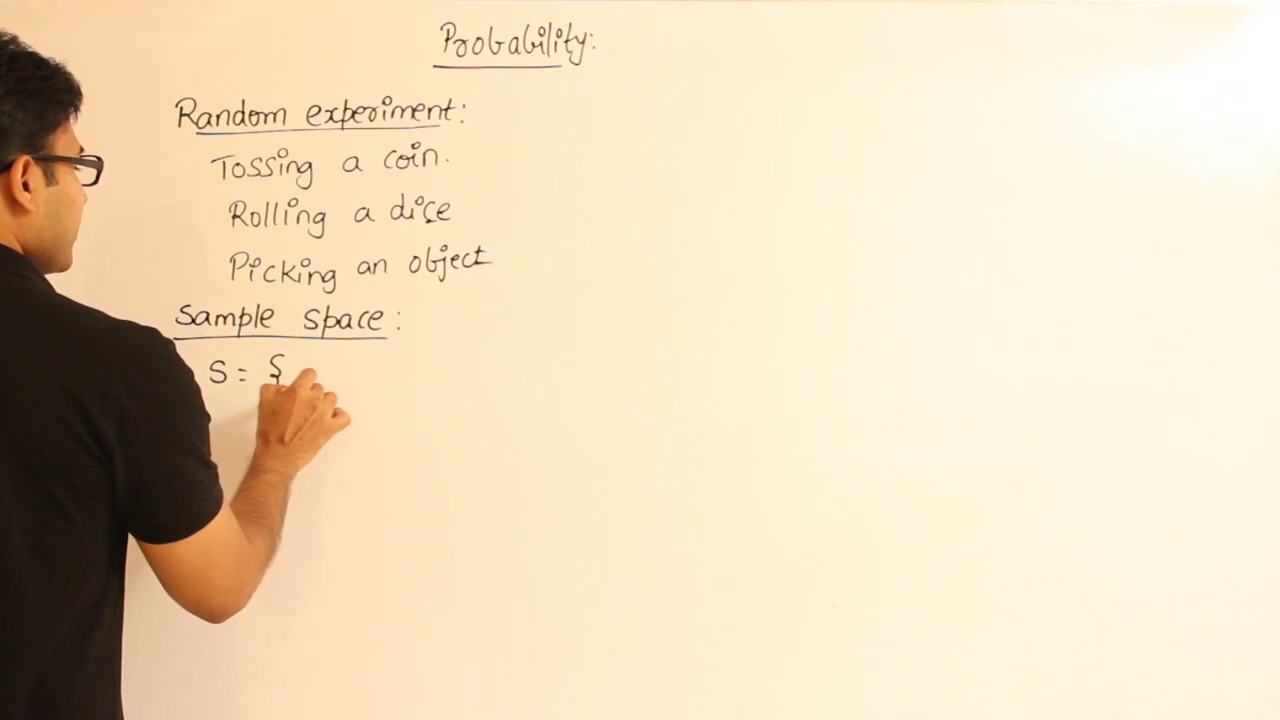 Probability:
Random experiment:
Tossing a coin.
Rolling a dice
Picking an object
Sample space:
S = {